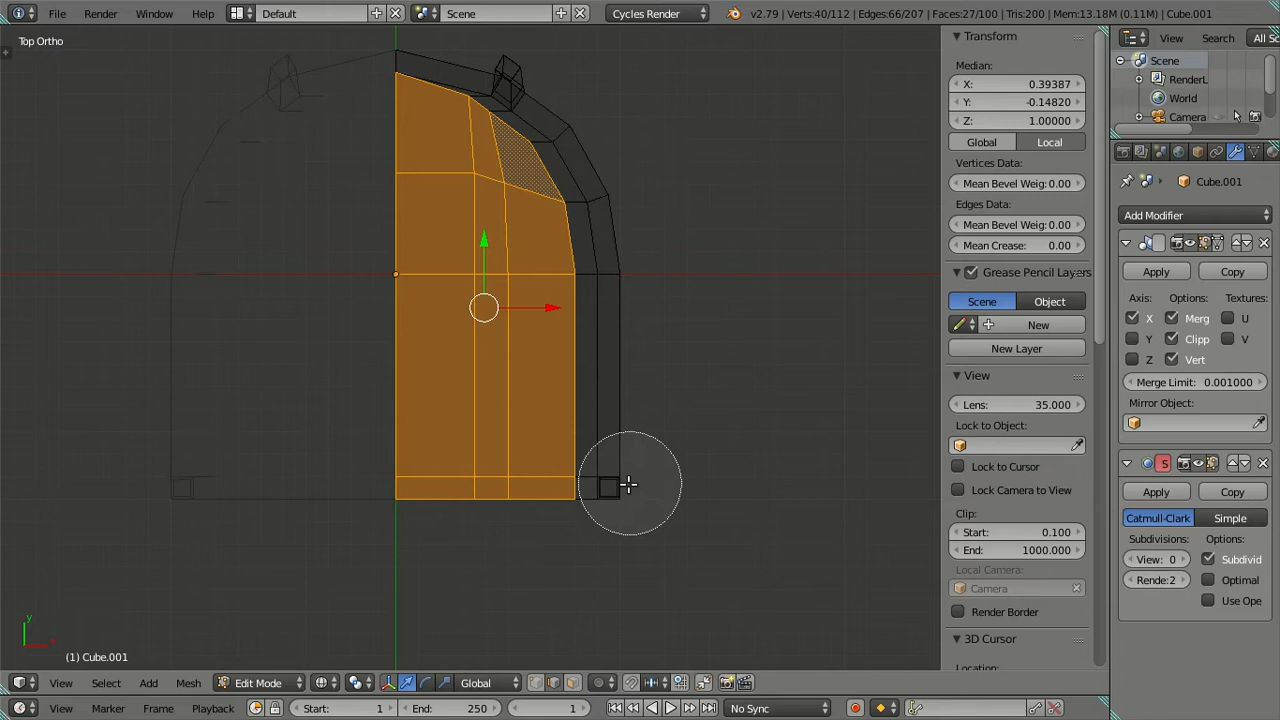 File Render Window Help Default Scene Cycles Render v2.79 | Verts:40/112 | Edges:66/207 | Faces:27/100 | Tris:200 | Mem:13.18M (0.11M) | Cube.001
Top Ortho
Transform
Median:
X: 0.39387
Y: -0.14820
Z: 1.00000
Global Local
Vertices Data:
Mean Bevel Weig: 0.00
Edges Data:
Mean Bevel Weig: 0.00
Mean Crease: 0.00
Grease Pencil Layers
Scene Object
New
New Layer
View
Lens: 35.000
Lock to Object:
Lock to Cursor
Lock Camera to View
Clip:
Start: 0.100
End: 1000.000
Local Camera:
Camera
Render Border
3D Cursor
Location:
View Search All Sc
Scene
RenderL
World
Camera
Cube.001
Add Modifier
Apply Copy
Axis: Options: Textures:
X Merg U
Y Clipp V
Z Vert
Merge Limit: 0.001000
Mirror Object:
S
Apply Copy
Catmull-Clark Simple
Subdivisions: Options:
View: 0 Subdivid
Rende: 2 Optimal
Use Ope
y
x
(1) Cube.001
View Select Add Mesh Edit Mode Global
View Marker Frame Playback Start: 1 End: 250 1 No Sync